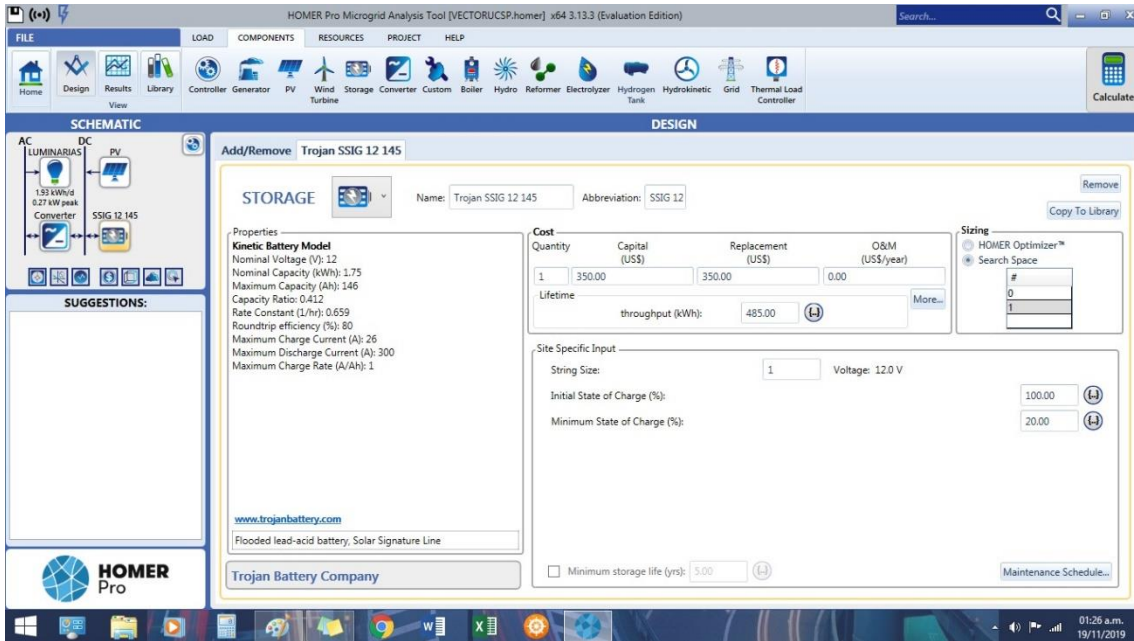 HOMER Pro Microgrid Analysis Tool [VECTORUCSP.homer] x64 3.13.3 (Evaluation Edition)
Search...
FILE
LOAD COMPONENTS RESOURCES PROJECT HELP
Home
Design
Results
Library
View
Controller
Generator
PV
Wind Turbine
Storage
Converter
Custom
Boiler
Hydro
Reformer
Electrolyzer
Hydrogen Tank
Hydrokinetic
Grid
Thermal Load Controller
Calculate
SCHEMATIC
DESIGN
AC DC
LUMINARIAS PV
1.93 kWh/d
0.27 kW peak
Converter SSIG 12 145
SUGGESTIONS:
HOMER
Pro
Add/Remove Trojan SSIG 12 145
STORAGE
Name: Trojan SSIG 12 145
Abbreviation: SSIG 12
Remove
Copy To Library
Properties
Kinetic Battery Model
Nominal Voltage (V): 12
Nominal Capacity (kWh): 1.75
Maximum Capacity (Ah): 146
Capacity Ratio: 0.412
Rate Constant (1/hr): 0.659
Roundtrip efficiency (%): 80
Maximum Charge Current (A): 26
Maximum Discharge Current (A): 300
Maximum Charge Rate (A/Ah): 1
www.trojanbattery.com
Flooded lead-acid battery, Solar Signature Line
Trojan Battery Company
Cost
Quantity Capital (US$) Replacement (US$) O&M (US$/year)
1 350.00 350.00 0.00
Lifetime
throughput (kWh): 485.00 (..)
More...
Sizing
HOMER Optimizer™
Search Space
#
0
1
Site Specific Input
String Size: 1 Voltage: 12.0 V
Initial State of Charge (%): 100.00 (..)
Minimum State of Charge (%): 20.00 (..)
Minimum storage life (yrs): 5.00 (..)
Maintenance Schedule...
01:26 a.m.
19/11/2019